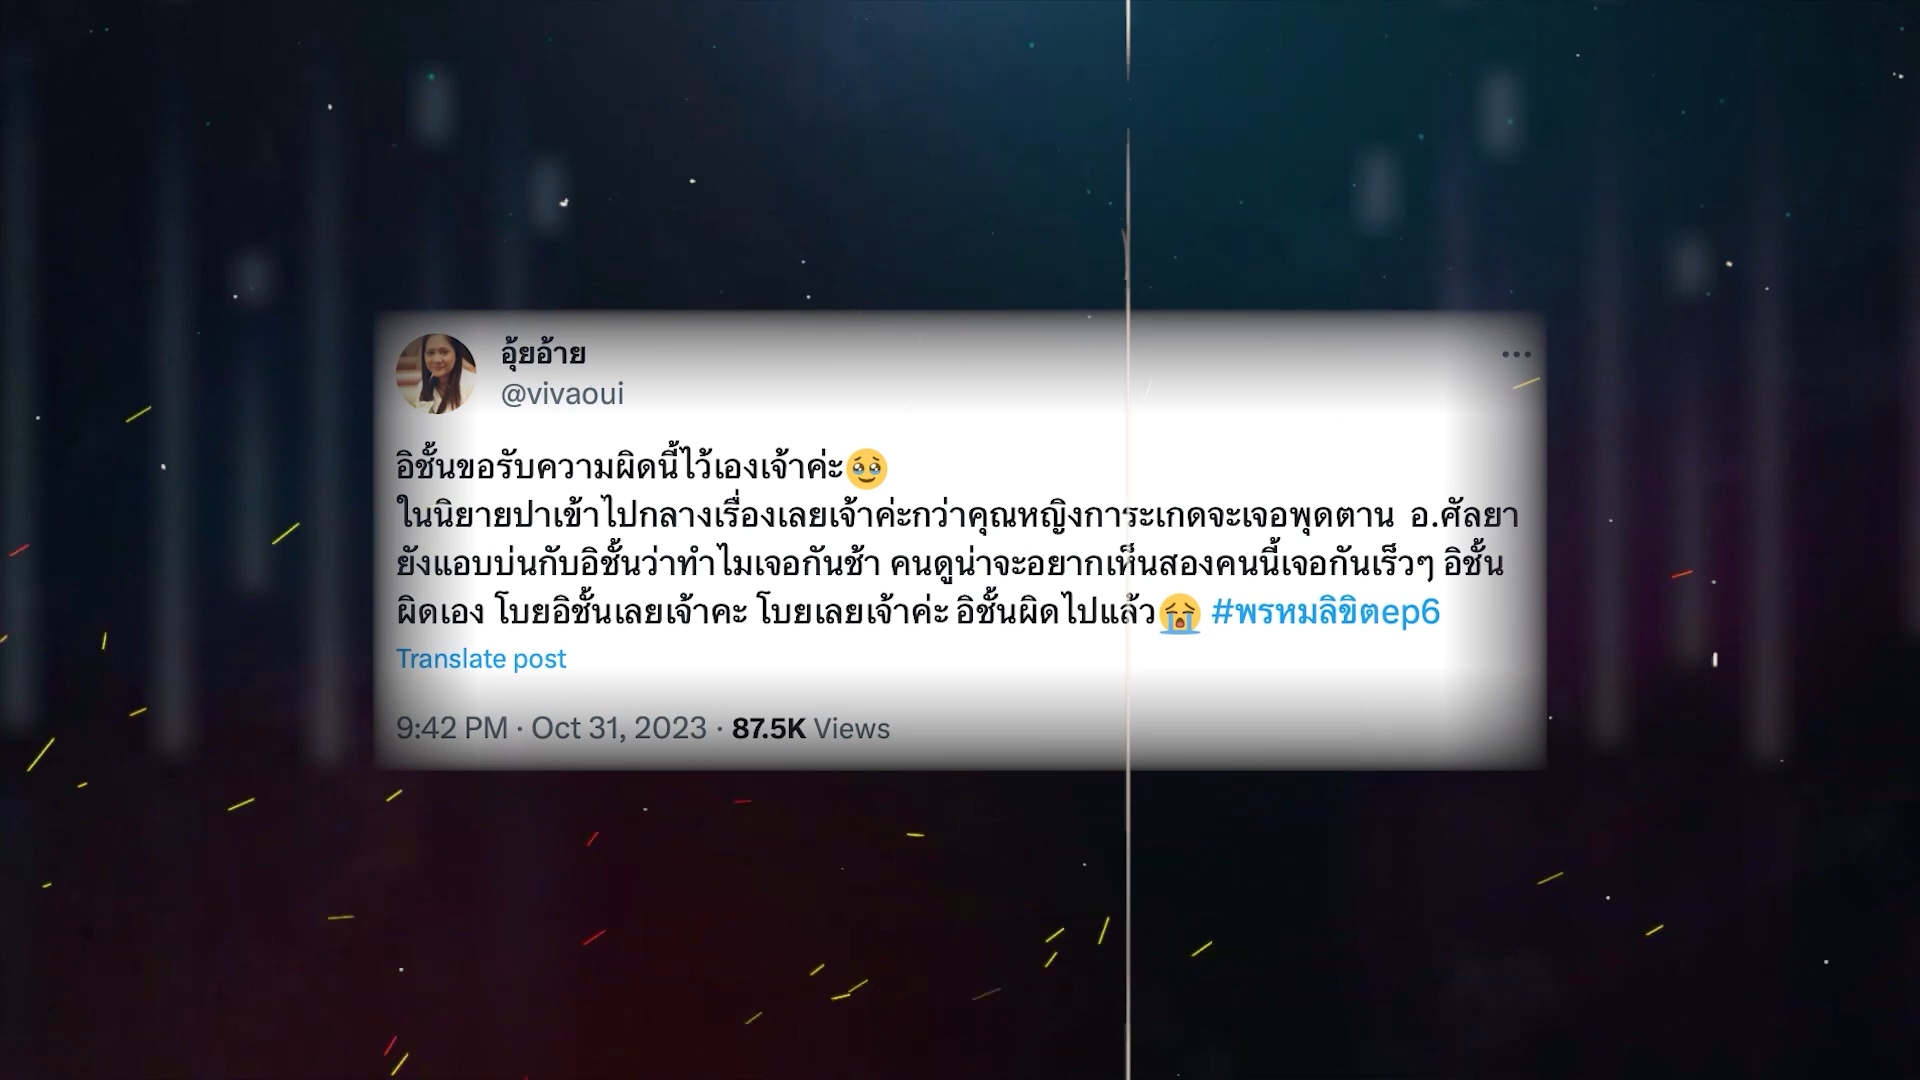 อุ้ยอ้าย
@vivaoui
อิชั้นขอรับความผิดนี้ไว้เองเจ้าค่ะ🥹
ในนิยายปาเข้าไปกลางเรื่องเลยเจ้าค่ะกว่าคุณหญิงการะเกดจะเจอพุดตาน อ.ศัลยา
ยังแอบบ่นกับอิชั้นว่าทำไมเจอกันช้า คนดูน่าจะอยากเห็นสองคนนี้เจอกันเร็วๆ อิชั้น
ผิดเอง โบยอิชั้นเลยเจ้าคะ โบยเลยเจ้าค่ะ อิชั้นผิดไปแล้ว😭 #พรหมลิขิตep6
Translate post
9:42 PM · Oct 31, 2023 · 87.5K Views